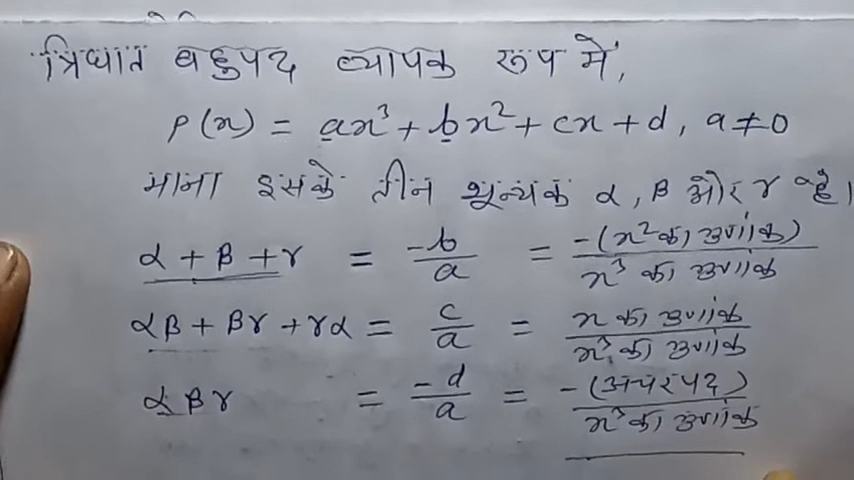 त्रिघात बहुपद व्यापक रूप में,
p(x) = ax³ + bx² + cx + d, a ≠ 0
माना इसके तीन शून्यक α, β और γ है।
α + β + γ = -b/a = -(x² का गुणांक)/x³ का गुणांक
αβ + βγ + γα = c/a = x का गुणांक/x³ का गुणांक
αβγ = -d/a = -(अचर पद)/x³ का गुणांक